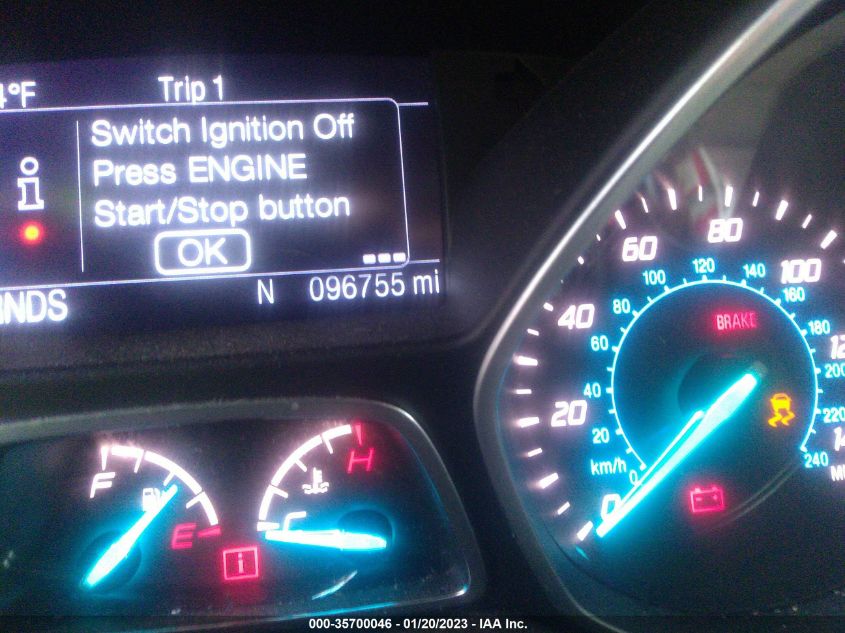 4°F
Trip 1
Switch Ignition Off
Press ENGINE
Start/Stop button
i
OK
N 096755 mi
F
E
i
C
H
0
20
40
60
80
100
km/h
0
20
40
60
80
100
120
140
160
180
200
220
240
BRAKE
000-35700046 - 01/20/2023 - IAA Inc.